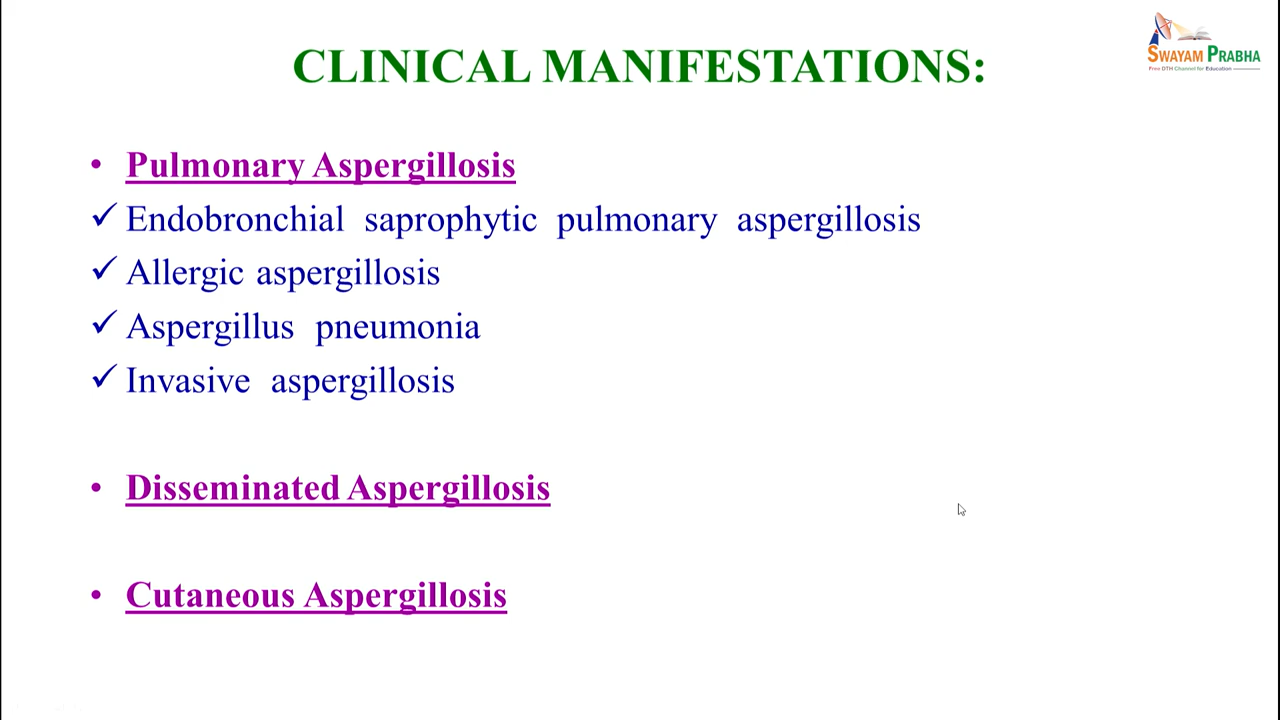 SWAYAM PRABHA
Free DTH Channel for Education
CLINICAL MANIFESTATIONS:
• Pulmonary Aspergillosis
✓ Endobronchial saprophytic pulmonary aspergillosis
✓ Allergic aspergillosis
✓ Aspergillus pneumonia
✓ Invasive aspergillosis
• Disseminated Aspergillosis
• Cutaneous Aspergillosis